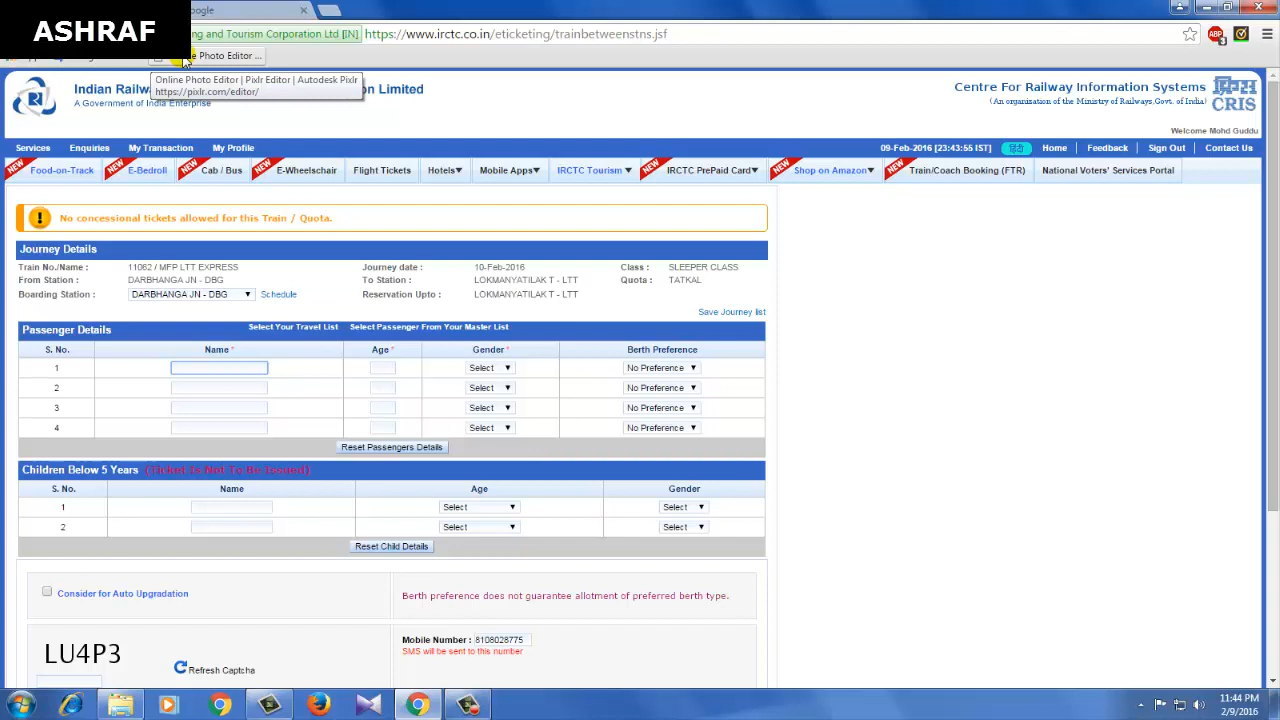 ASHRAF
oogle
ng and Tourism Corporation Ltd [IN] https://www.irctc.co.in/eticketing/trainbetweenstns.jsf
Photo Editor ...
Online Photo Editor | Pixlr Editor | Autodesk Pixlr
https://pixlr.com/editor/
Indian Railw on Limited
A Government of India Enterprise
Centre For Railway Information Systems
(An organization of the Ministry of Railways,Govt. of India)
CRIS
Welcome Mohd Guddu
Services Enquiries My Transaction My Profile 09-Feb-2016 [23:43:55 IST] हिंदी Home Feedback Sign Out Contact Us
NEW Food-on-Track NEW E-Bedroll NEW Cab / Bus NEW E-Wheelschair Flight Tickets Hotels Mobile Apps IRCTC Tourism NEW IRCTC PrePaid Card NEW Shop on Amazon NEW Train/Coach Booking (FTR) National Voters' Services Portal
No concessional tickets allowed for this Train / Quota.
Journey Details
Train No./Name : 11062 / MFP LTT EXPRESS Journey date : 10-Feb-2016 Class : SLEEPER CLASS
From Station : DARBHANGA JN - DBG To Station : LOKMANYATILAK T - LTT Quota : TATKAL
Boarding Station : DARBHANGA JN - DBG Schedule Reservation Upto : LOKMANYATILAK T - LTT
Save Journey list
Passenger Details Select Your Travel List Select Passenger From Your Master List
S. No. Name * Age * Gender * Berth Preference
1 Select No Preference
2 Select No Preference
3 Select No Preference
4 Select No Preference
Reset Passengers Details
Children Below 5 Years (Ticket Is Not To Be Issued)
S. No. Name Age Gender
1 Select Select
2 Select Select
Reset Child Details
Consider for Auto Upgradation Berth preference does not guarantee allotment of preferred berth type.
LU4P3
Refresh Captcha
Mobile Number : 8108028775
SMS will be sent to this number
11:44 PM
2/9/2016